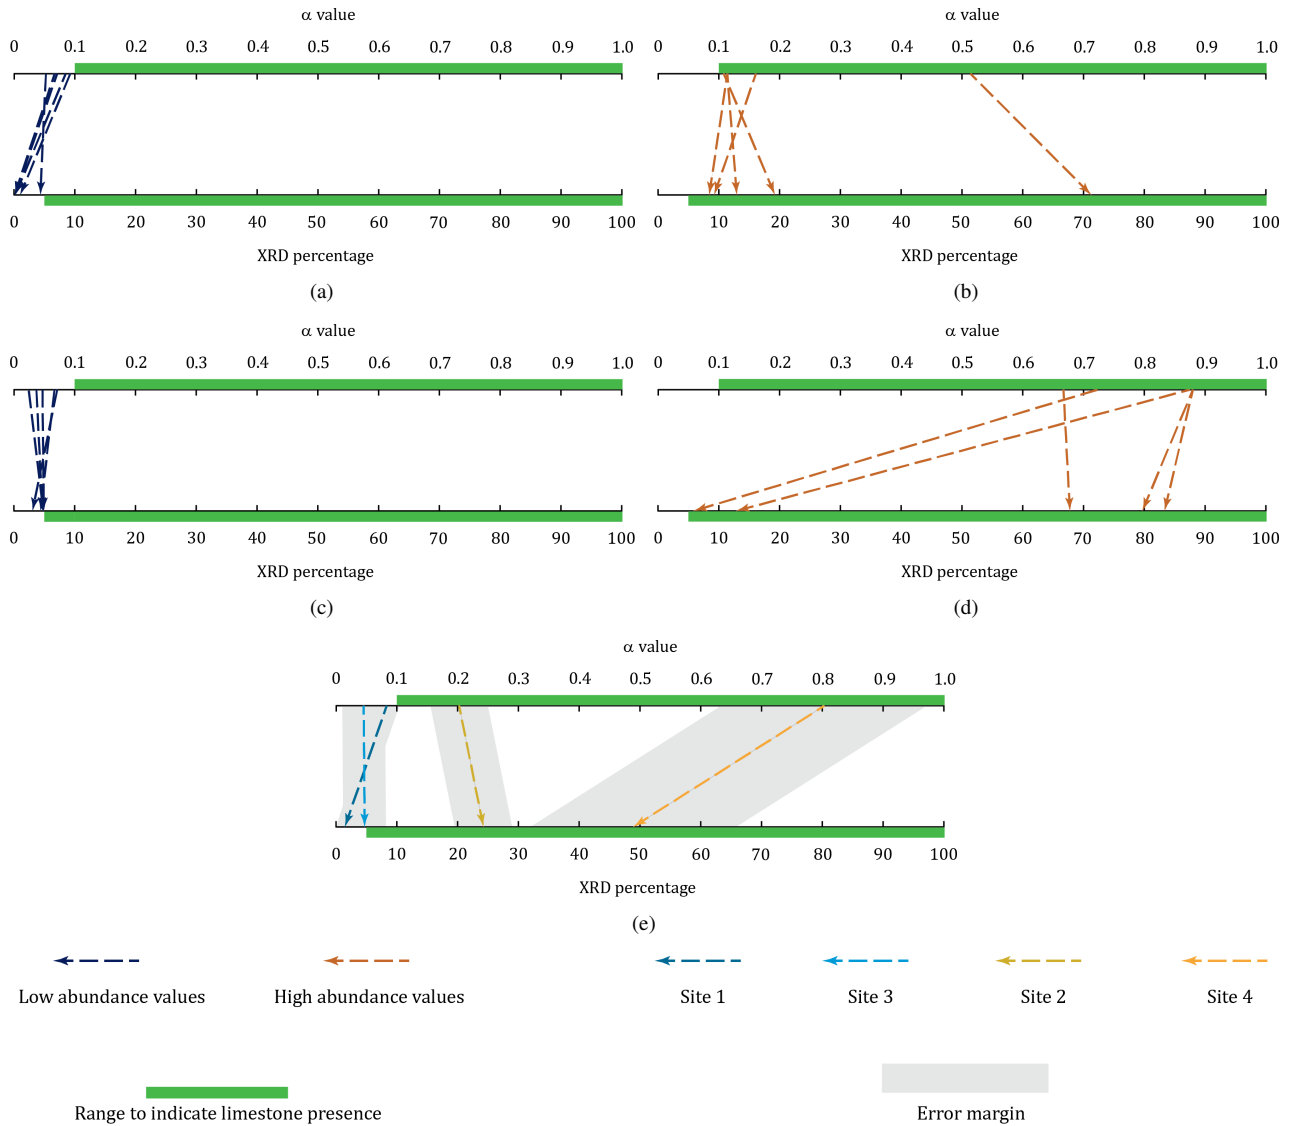 α value
α value
0 0.1 0.2 0.3 0.4 0.5 0.6 0.7 0.8 0.9 1.0
0 0.1 0.2 0.3 0.4 0.5 0.6 0.7 0.8 0.9 1.0
0 10 20 30 40 50 60 70 80 90 100
0 10 20 30 40 50 60 70 80 90 100
XRD percentage
XRD percentage
(a)
(b)
α value
α value
0 0.1 0.2 0.3 0.4 0.5 0.6 0.7 0.8 0.9 1.0
0 0.1 0.2 0.3 0.4 0.5 0.6 0.7 0.8 0.9 1.0
0 10 20 30 40 50 60 70 80 90 100
0 10 20 30 40 50 60 70 80 90 100
XRD percentage
XRD percentage
(c)
(d)
α value
0 0.1 0.2 0.3 0.4 0.5 0.6 0.7 0.8 0.9 1.0
0 10 20 30 40 50 60 70 80 90 100
XRD percentage
(e)
Low abundance values
High abundance values
Site 1
Site 3
Site 2
Site 4
Range to indicate limestone presence
Error margin